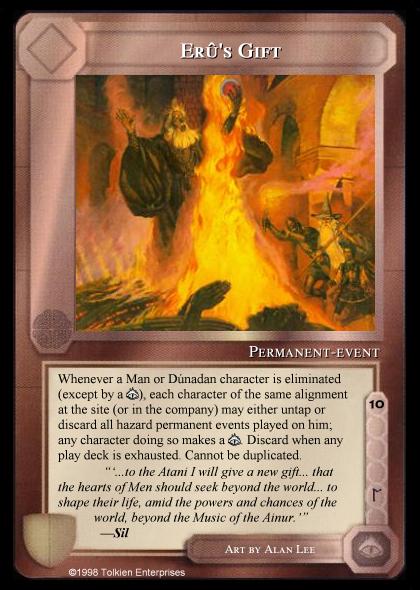 ERÛ'S GIFT
PERMANENT-EVENT
Whenever a Man or Dúnadan character is eliminated
(except by a ), each character of the same alignment
at the site (or in the company) may either untap or
discard all hazard permanent events played on him;
any character doing so makes a . Discard when any
play deck is exhausted. Cannot be duplicated.
"'...to the Atani I will give a new gift... that
the hearts of Men should seek beyond the world... to
shape their life, amid the powers and chances of the
world, beyond the Music of the Ainur.'"
—Sil
10
ART BY ALAN LEE
©1998 Tolkien Enterprises